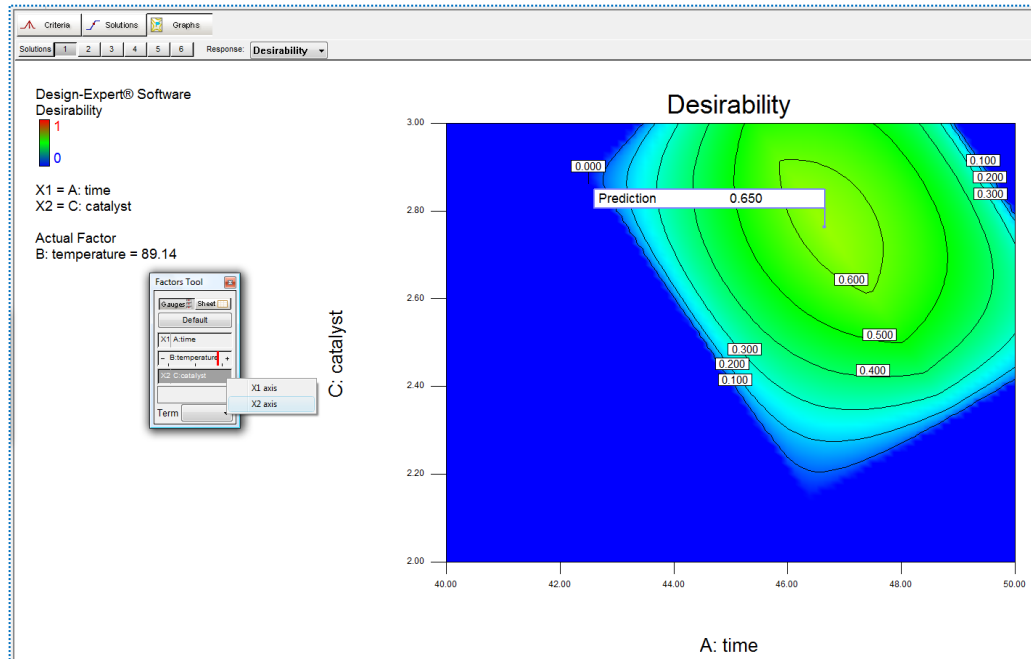 Criteria Solutions Graphs
Solutions 1 2 3 4 5 6 Response: Desirability
Design-Expert® Software
Desirability
1
0
X1 = A: time
X2 = C: catalyst
Actual Factor
B: temperature = 89.14
Factors Tool
Gauges Sheet
Default
X1 A:time
- B:temperature +
X2 C:catalyst
X1 axis
X2 axis
Term
Desirability
C: catalyst
3.00
2.80
2.60
2.40
2.20
2.00
0.000
0.100
0.200
0.300
Prediction 0.650
0.600
0.500
0.400
0.300
0.200
0.100
40.00 42.00 44.00 46.00 48.00 50.00
A: time